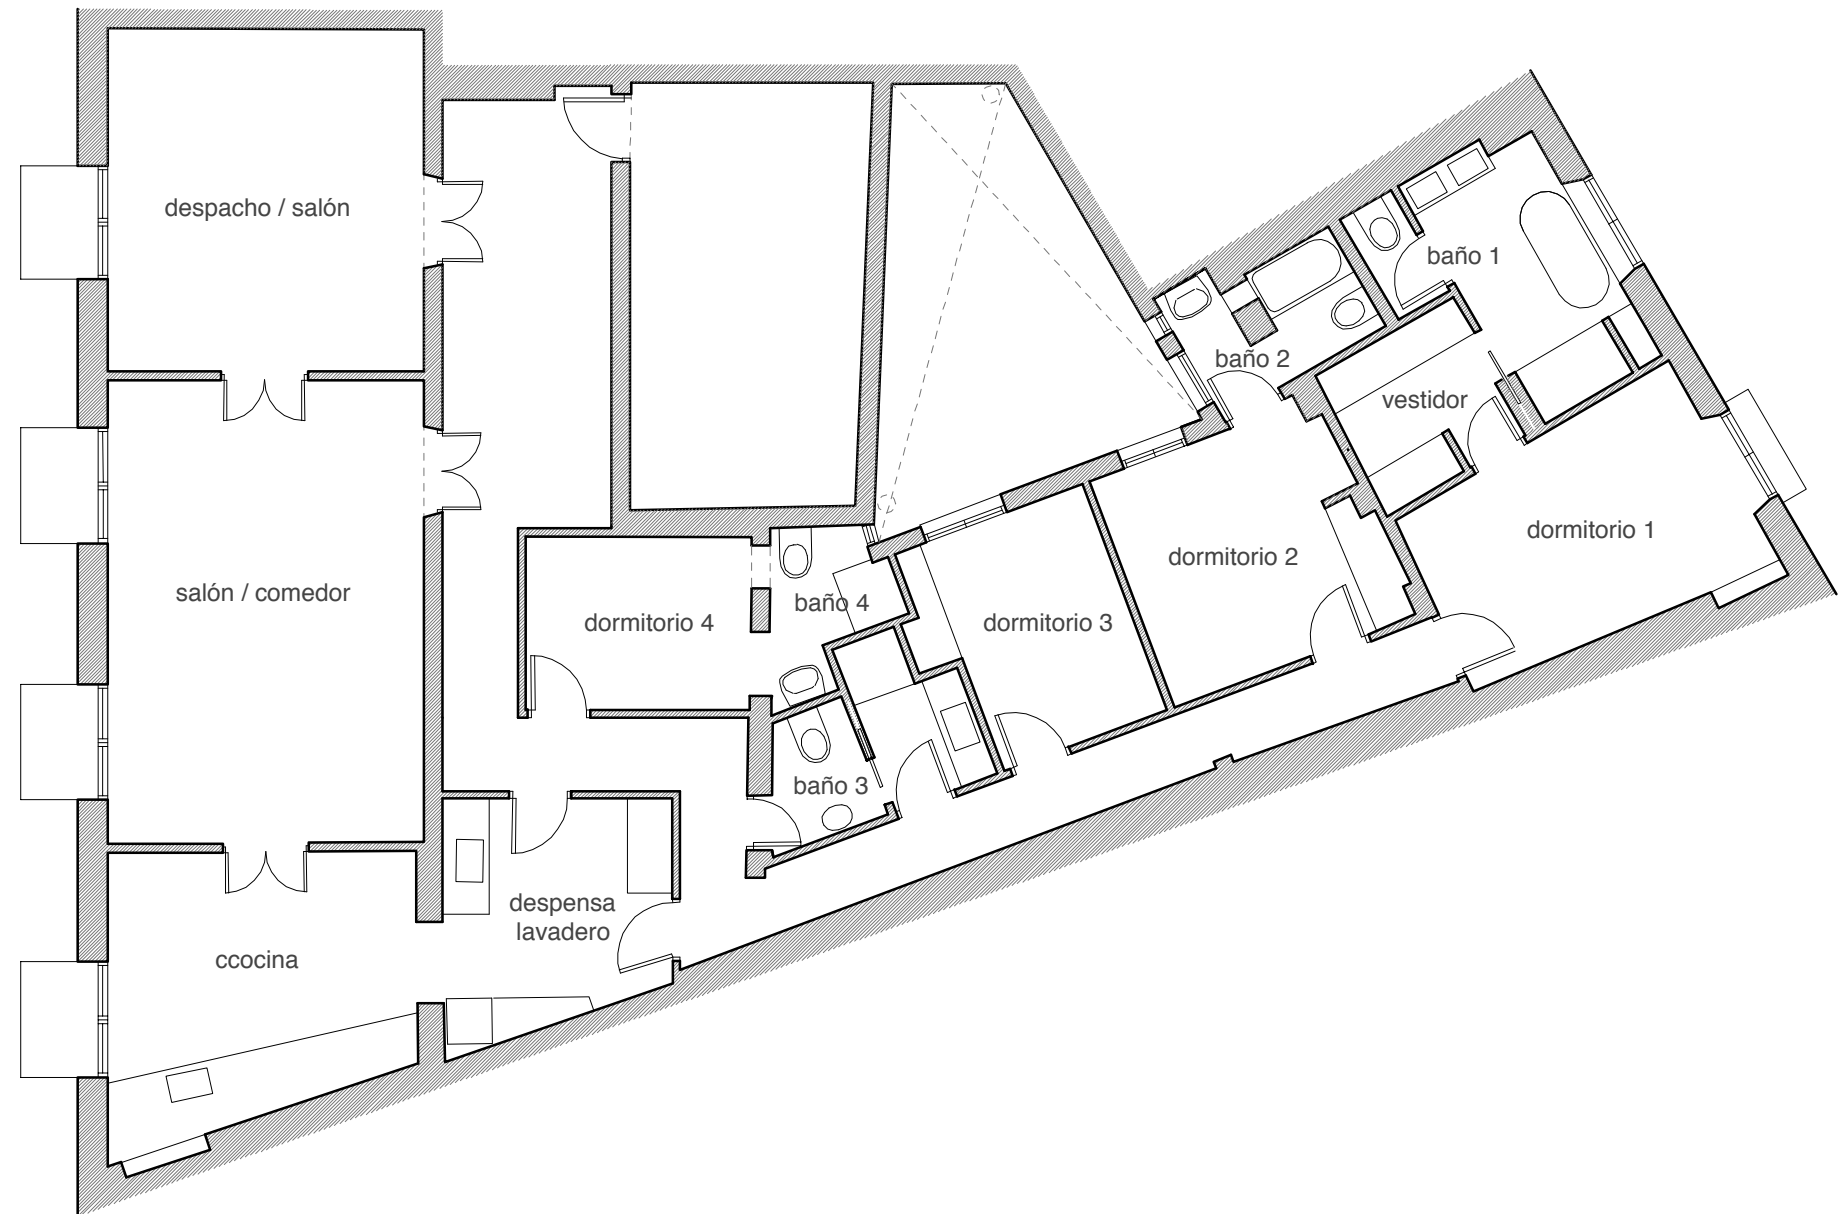 despacho / salón
baño 1
baño 2
vestidor
dormitorio 1
dormitorio 2
salón / comedor
baño 4
dormitorio 4
dormitorio 3
baño 3
despensa
lavadero
ccocina